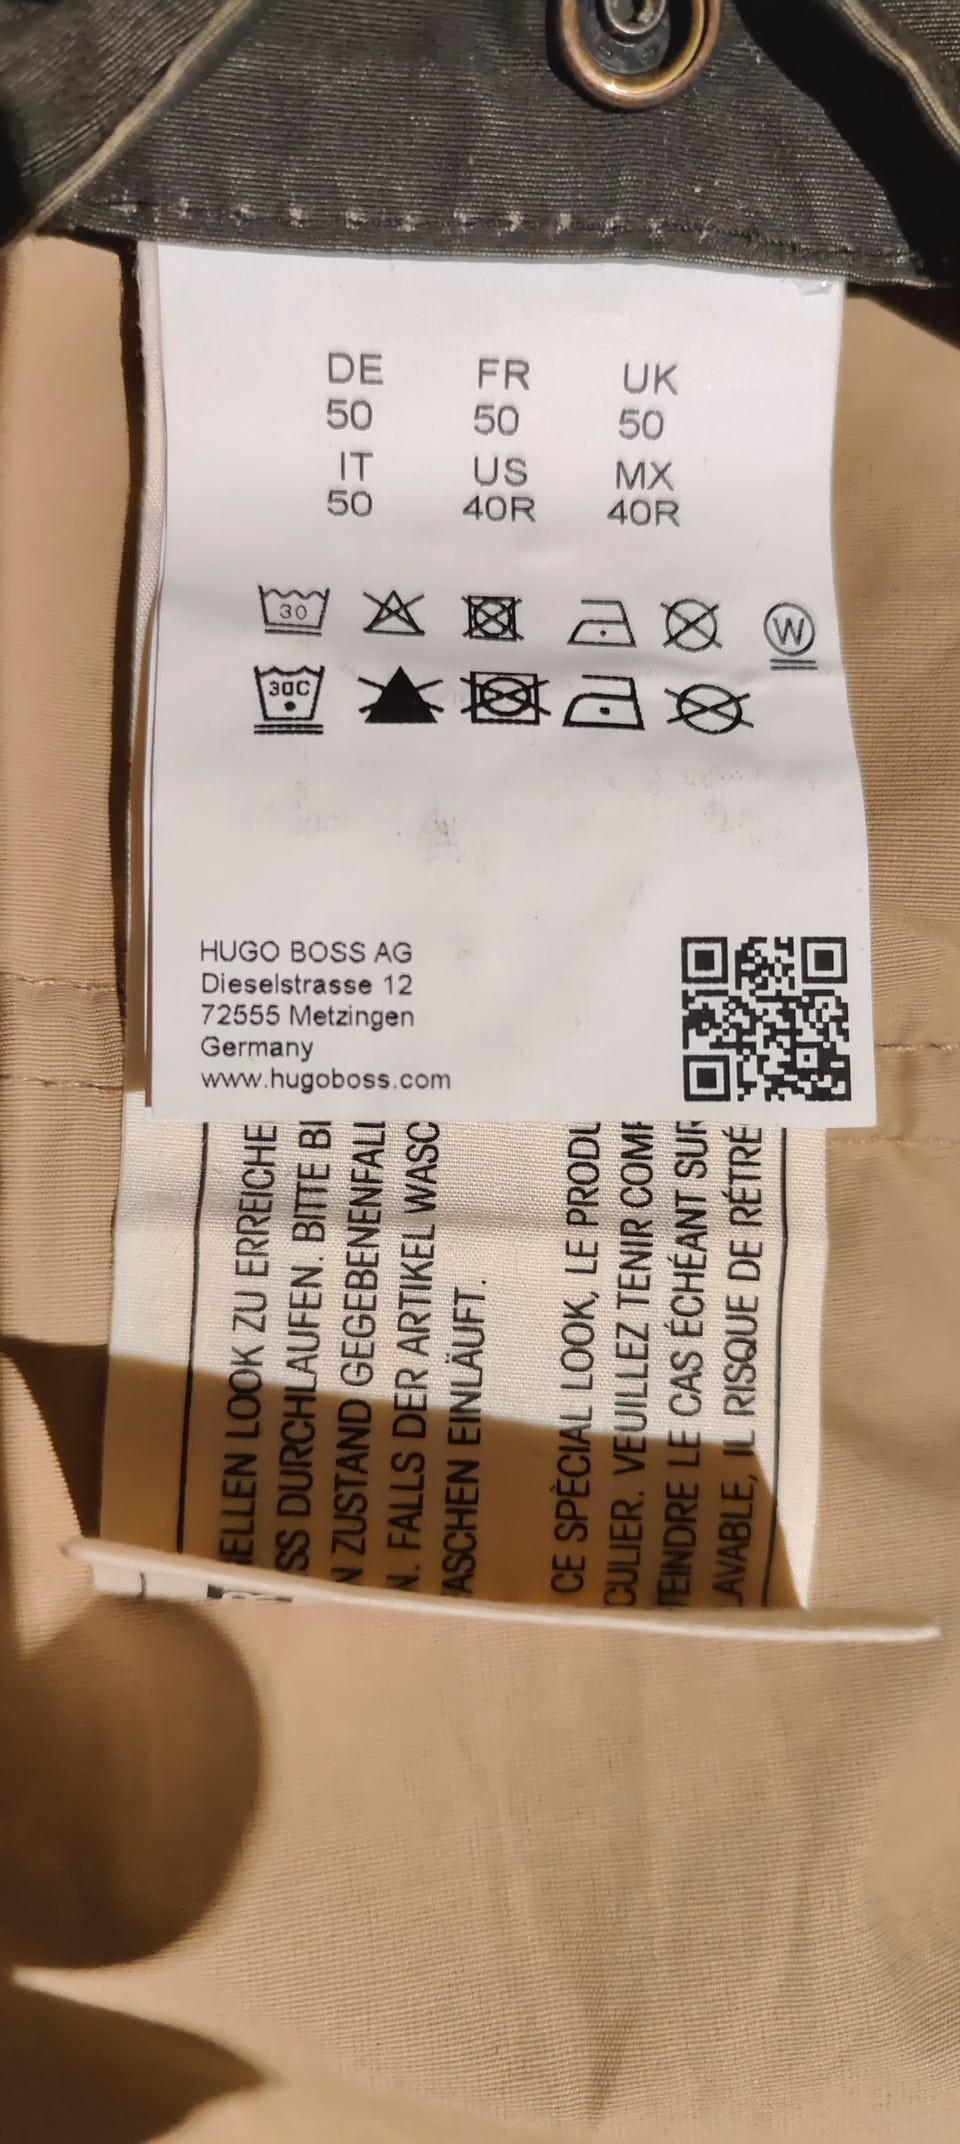 DE FR UK
50 50 50
IT US MX
50 40R 40R
30 W
30C
HUGO BOSS AG
Dieselstrasse 12
72555 Metzingen
Germany
www.hugoboss.com
LOOK ZU
DURCHLAUFEN. BITTE
ZUSTAND
FALLS DER ARTIKEL
EINLÄUFT.
CE SPÈCIAL LOOK, LE
VEUILLEZ TENIR
LE CAS ÉCHÉANT
IL RISQUE DE